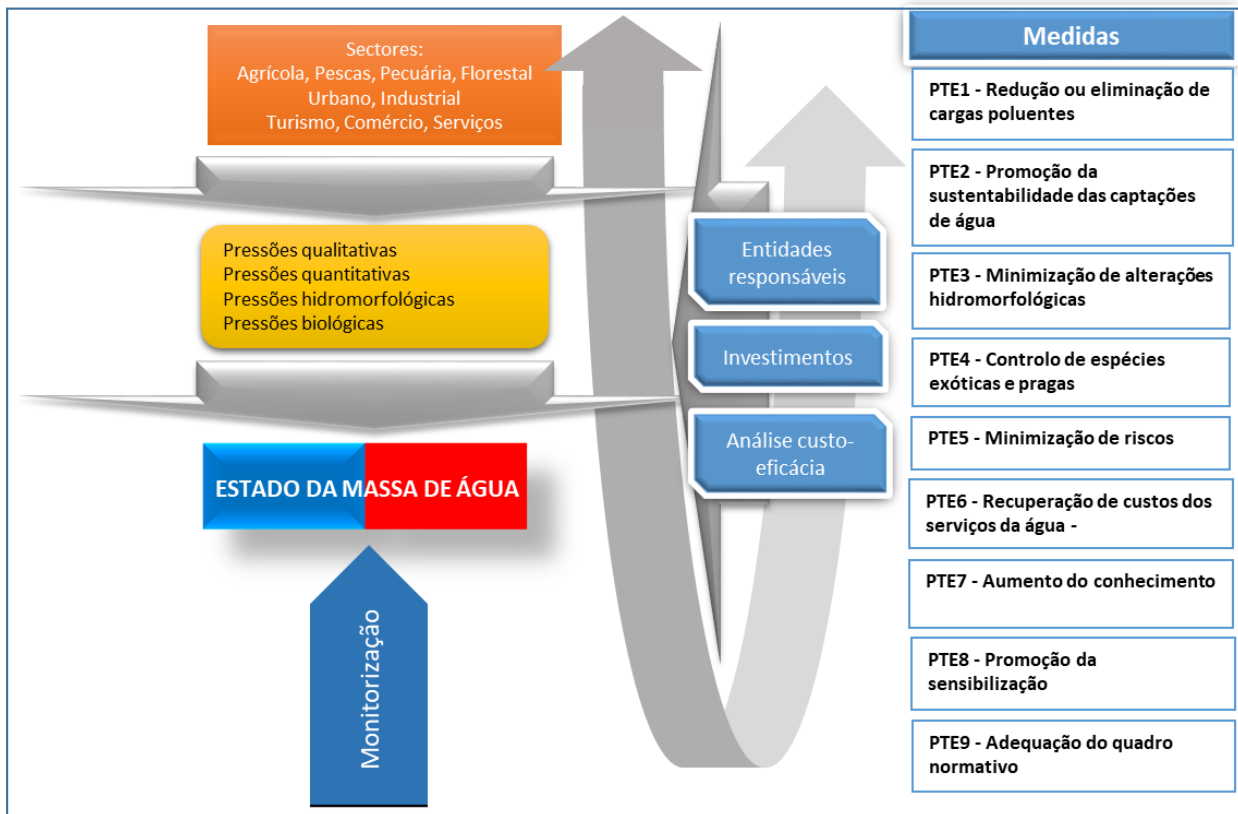 Sectores:
Agrícola, Pescas, Pecuária, Florestal
Urbano, Industrial
Turismo, Comércio, Serviços
Pressões qualitativas
Pressões quantitativas
Pressões hidromorfológicas
Pressões biológicas
ESTADO DA MASSA DE ÁGUA
Monitorização
Entidades
responsáveis
Investimentos
Análise custo-
eficácia
Medidas
PTE1 - Redução ou eliminação de
cargas poluentes
PTE2 - Promoção da
sustentabilidade das captações
de água
PTE3 - Minimização de alterações
hidromorfológicas
PTE4 – Controlo de espécies
exóticas e pragas
PTE5 - Minimização de riscos
PTE6 - Recuperação de custos dos
serviços da água -
PTE7 - Aumento do conhecimento
PTE8 - Promoção da
sensibilização
PTE9 - Adequação do quadro
normativo